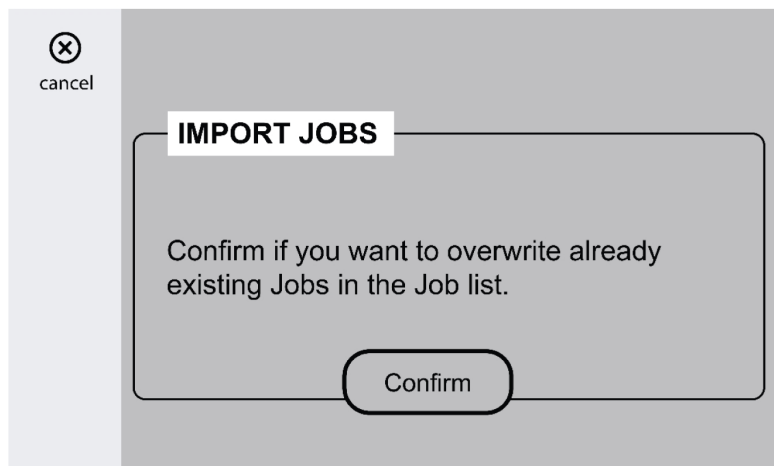 cancel
IMPORT JOBS
Confirm if you want to overwrite already
existing Jobs in the Job list.
Confirm